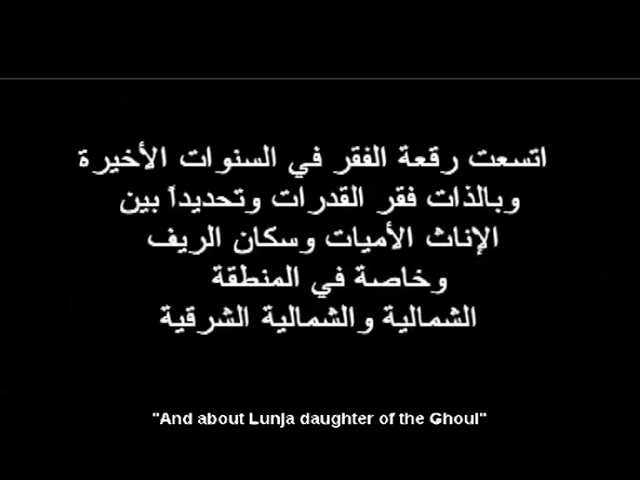 اتسعت رقعة الفقر في السنوات الأخيرة
وبالذات فقر القدرات وتحديداً بين
الإناث الأميات وسكان الريف
وخاصة في المنطقة
الشمالية والشمالية الشرقية
"And about Lunja daughter of the Ghoul"